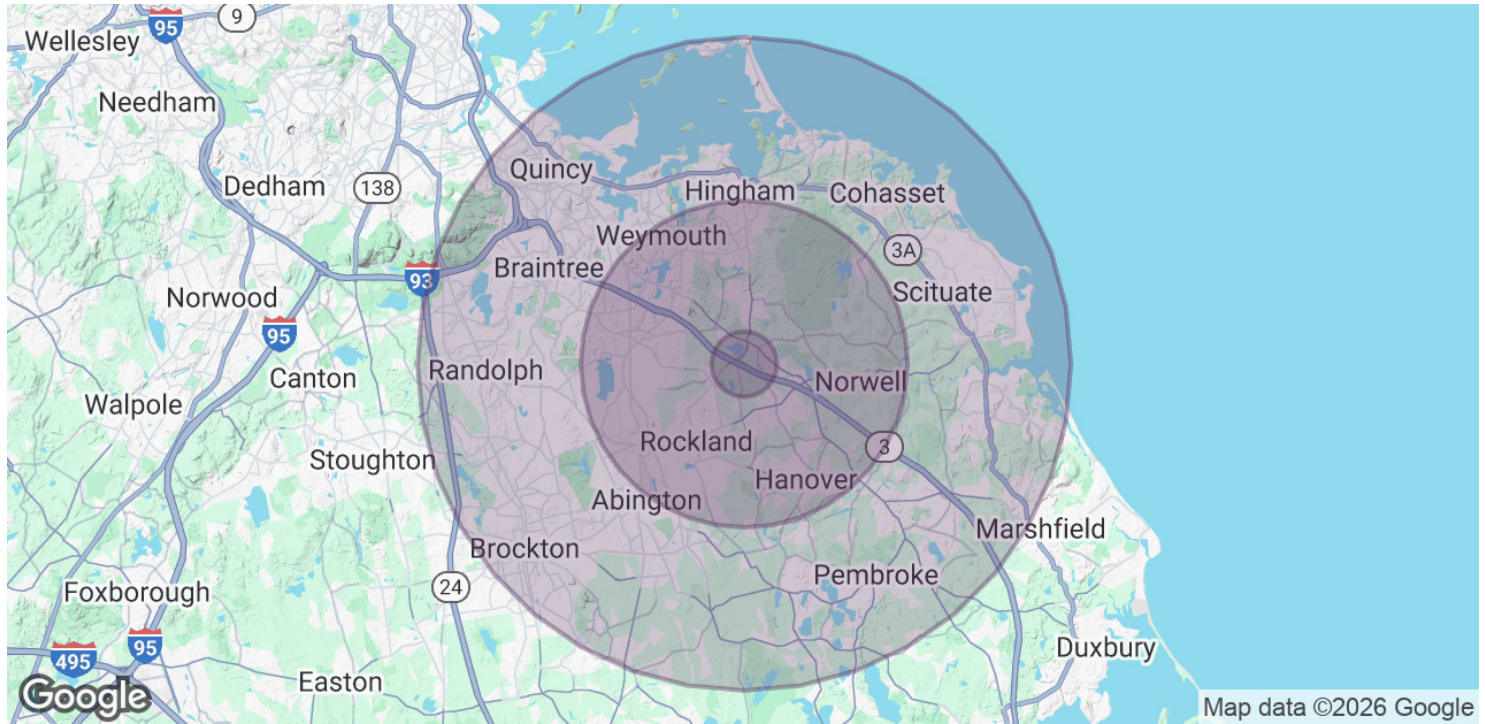 95
9
Wellesley
Needham
Dedham
138
Quincy
Hingham
Cohasset
Weymouth
3A
Braintree
93
Norwood
Scituate
95
Canton
Randolph
Norwell
Walpole
Rockland
3
Stoughton
Hanover
Abington
Marshfield
Brockton
Pembroke
24
Foxborough
95
495
Duxbury
Easton
Google
Map data ©2026 Google